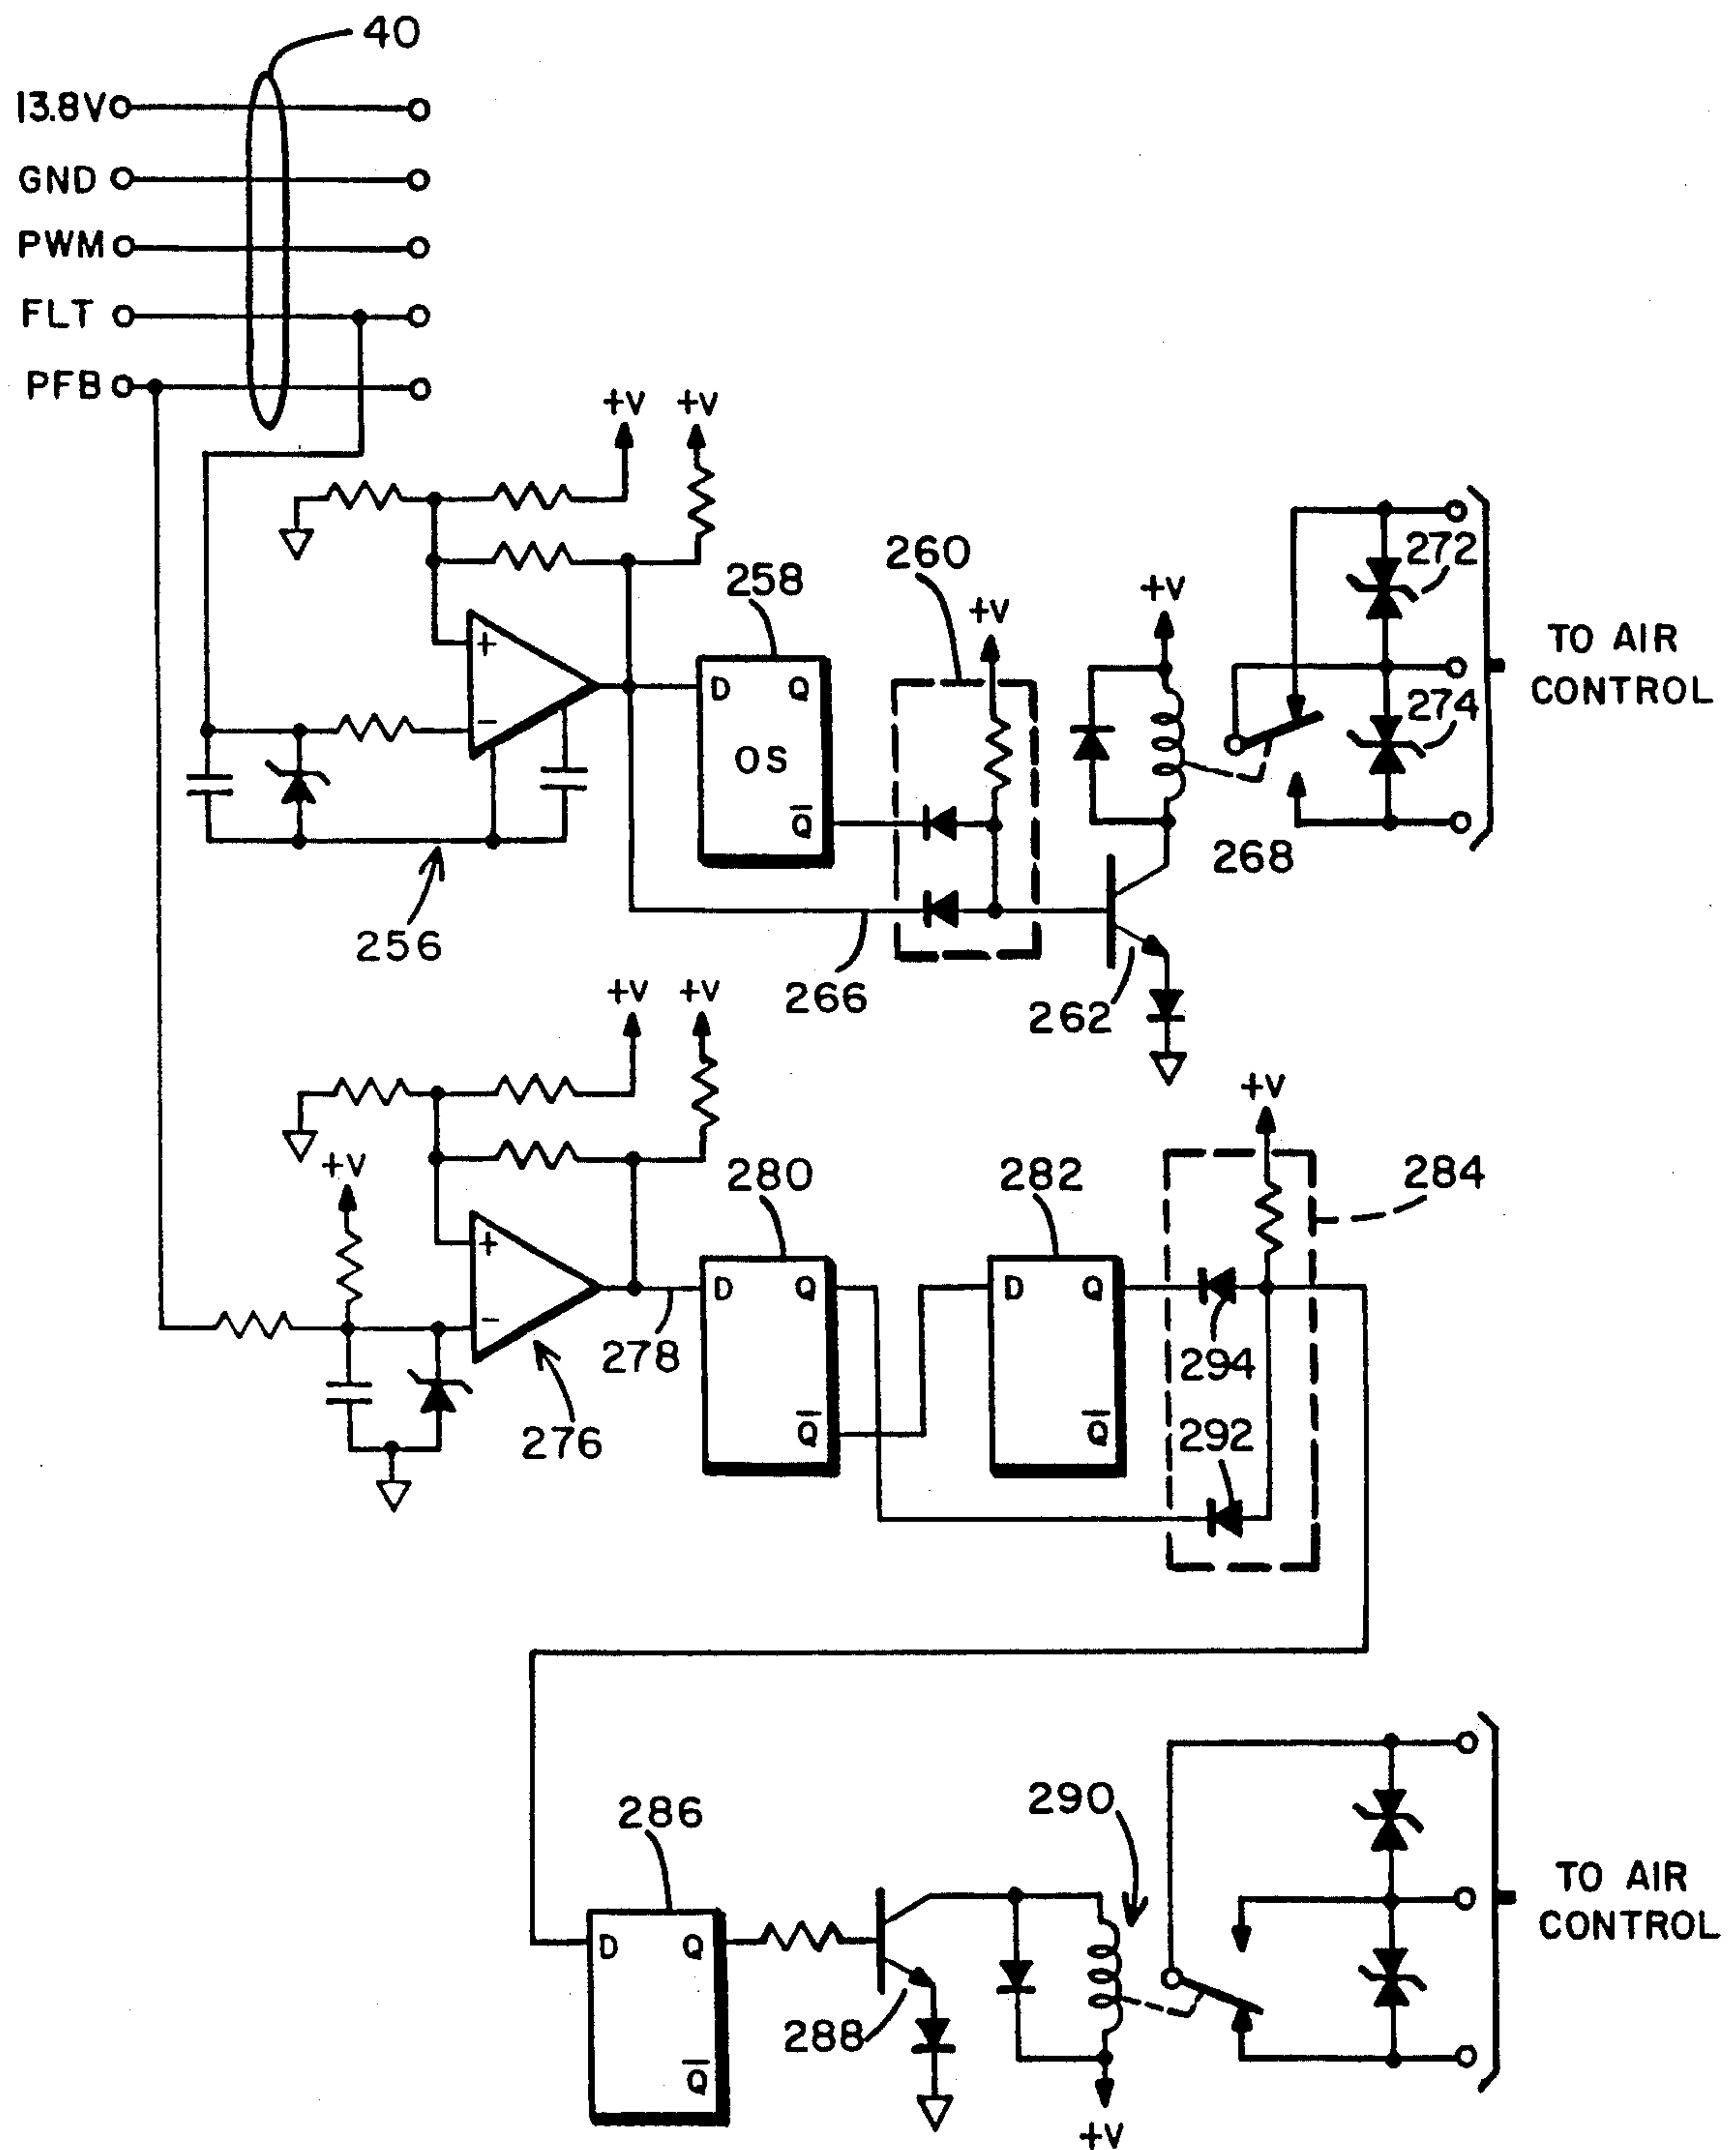 40
13.8V
GND
PWM
FLT
PFB
+V +V
260
258
+V
+V
272
TO AIR
CONTROL
274
+
−
D Q
OS
Q̅
268
256
266
262
+V +V
+V
+V
280
282
284
+
−
D Q
D Q
278
294
276
Q̅
Q̅
292
290
286
TO AIR
CONTROL
D Q
288
Q̅
+V